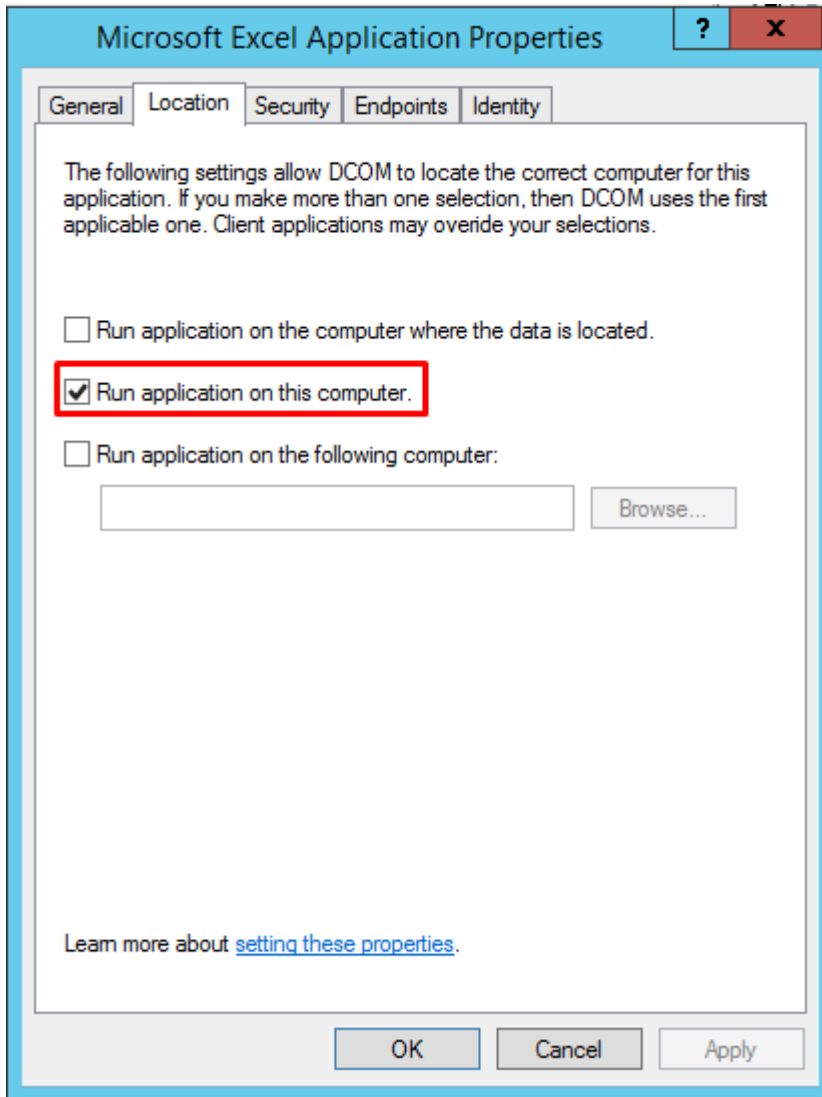 Microsoft Excel Application Properties
?
x
General
Location
Security
Endpoints
Identity
The following settings allow DCOM to locate the correct computer for this
application. If you make more than one selection, then DCOM uses the first
applicable one. Client applications may overide your selections.
Run application on the computer where the data is located.
Run application on this computer.
Run application on the following computer:
Browse...
Learn more about setting these properties.
OK
Cancel
Apply